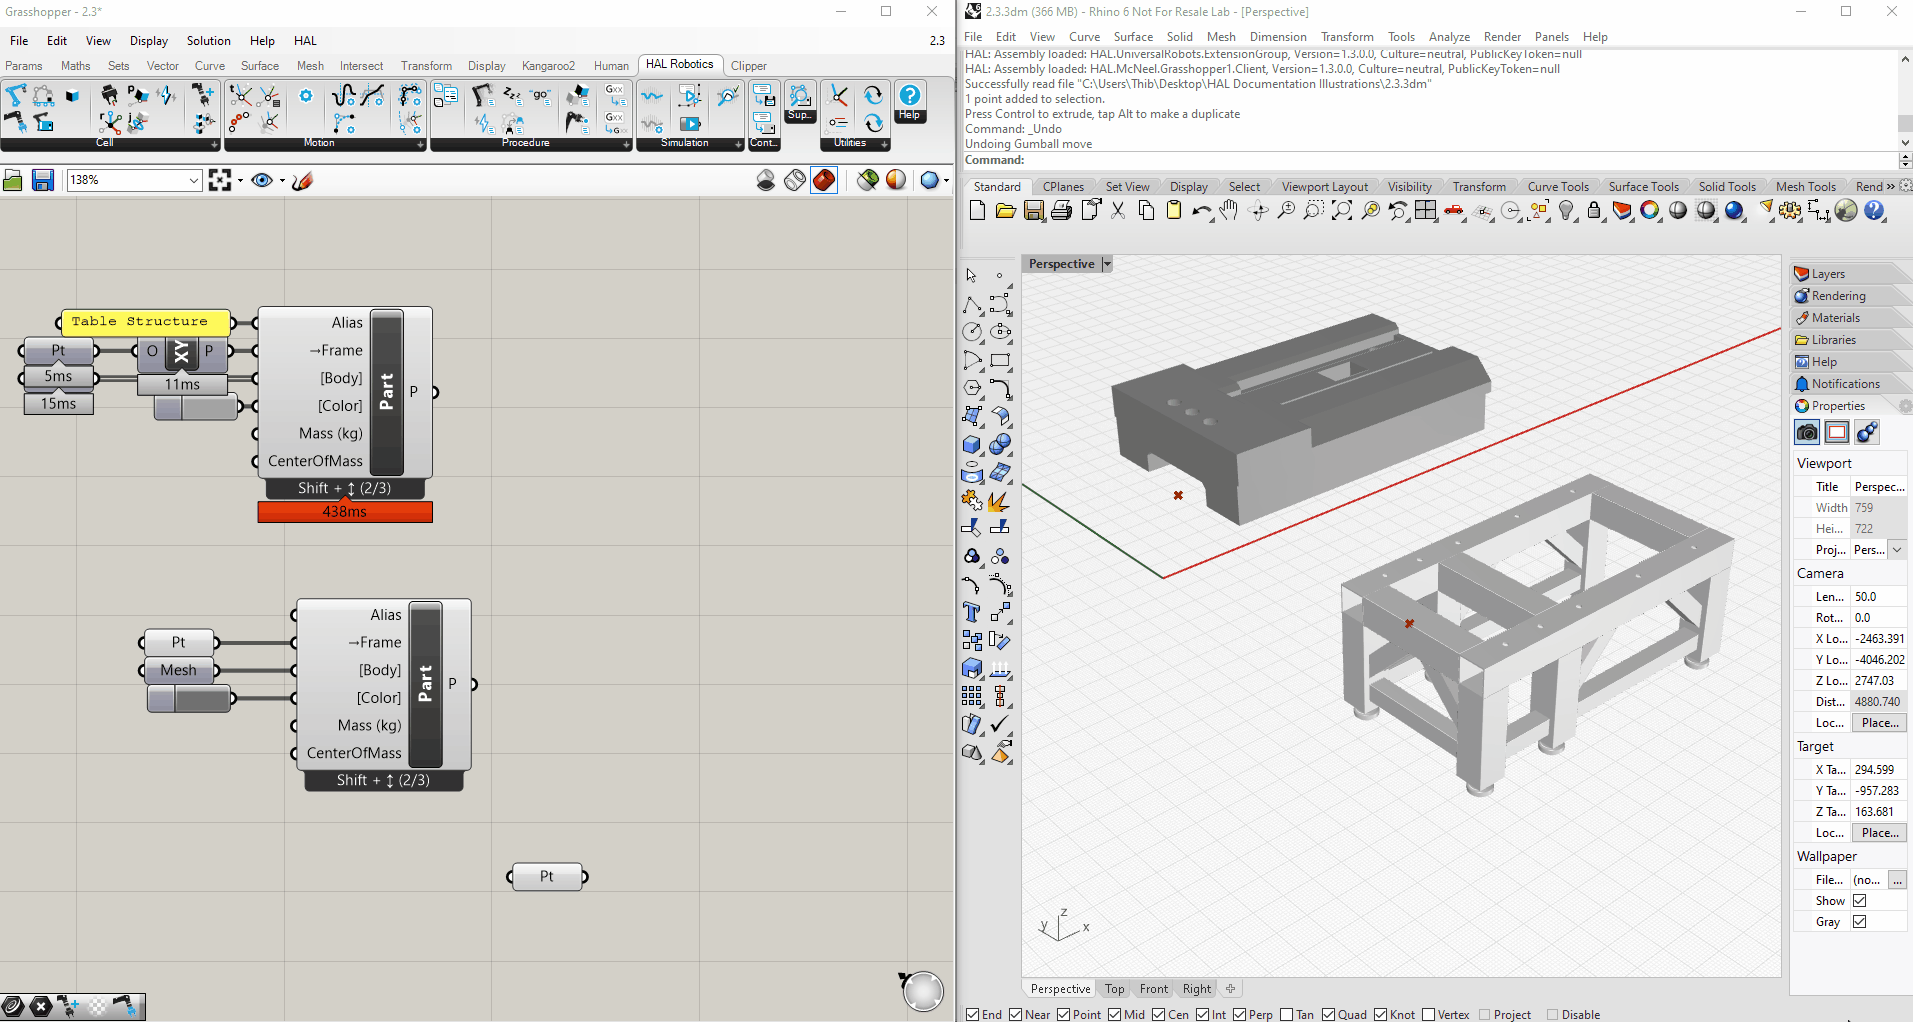 Grasshopper - 2.3*
File Edit View Display Solution Help HAL
2.3
Params Maths Sets Vector Curve Surface Mesh Intersect Transform Display Kangaroo2 Human HAL Robotics Clipper
Cell
Motion
Procedure
Simulation
Cont...
Sup...
Utilities
Help
138%
Table Structure
Pt
5ms
15ms
O XY P
11ms
Alias
→Frame
[Body]
[Color]
Mass (kg)
CenterOfMass
Part
P
Shift + ↕ (2/3)
438ms
Pt
Mesh
Alias
→Frame
[Body]
[Color]
Mass (kg)
CenterOfMass
Part
P
Shift + ↕ (2/3)
Pt
2.3.3dm (366 MB) - Rhino 6 Not For Resale Lab - [Perspective]
File Edit View Curve Surface Solid Mesh Dimension Transform Tools Analyze Render Panels Help
HAL: Assembly loaded: HAL.UniversalRobots.ExtensionGroup, Version=1.3.0.0, Culture=neutral, PublicKeyToken=null
HAL: Assembly loaded: HAL.McNeel.Grasshopper1.Client, Version=1.3.0.0, Culture=neutral, PublicKeyToken=null
Successfully read file "C:\Users\Thib\Desktop\HAL Documentation Illustrations\2.3.3dm"
1 point added to selection.
Press Control to extrude, tap Alt to make a duplicate
Command: _Undo
Undoing Gumball move
Command:
Standard CPlanes Set View Display Select Viewport Layout Visibility Transform Curve Tools Surface Tools Solid Tools Mesh Tools Rend »
Perspective
z
y
x
Perspective Top Front Right
Layers
Rendering
Materials
Libraries
Help
Notifications
Properties
Viewport
Title Perspec...
Width 759
Hei... 722
Proj... Pers...
Camera
Len... 50.0
Rot... 0.0
X Lo... -2463.391
Y Lo... -4046.202
Z Lo... 2747.03
Dist... 4880.740
Loc... Place...
Target
X Ta... 294.599
Y Ta... -957.283
Z Ta... 163.681
Loc... Place...
Wallpaper
File... (no... ...
Show
Gray
End Near Point Mid Cen Int Perp Tan Quad Knot Vertex Project Disable